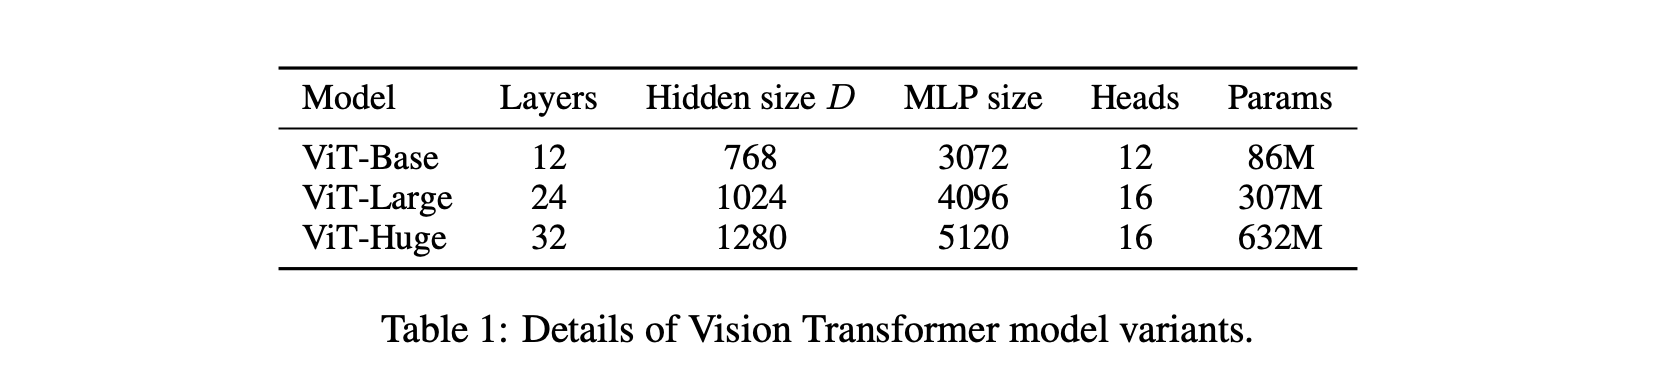 Model Layers Hidden size D MLP size Heads Params
ViT-Base 12 768 3072 12 86M
ViT-Large 24 1024 4096 16 307M
ViT-Huge 32 1280 5120 16 632M
Table 1: Details of Vision Transformer model variants.